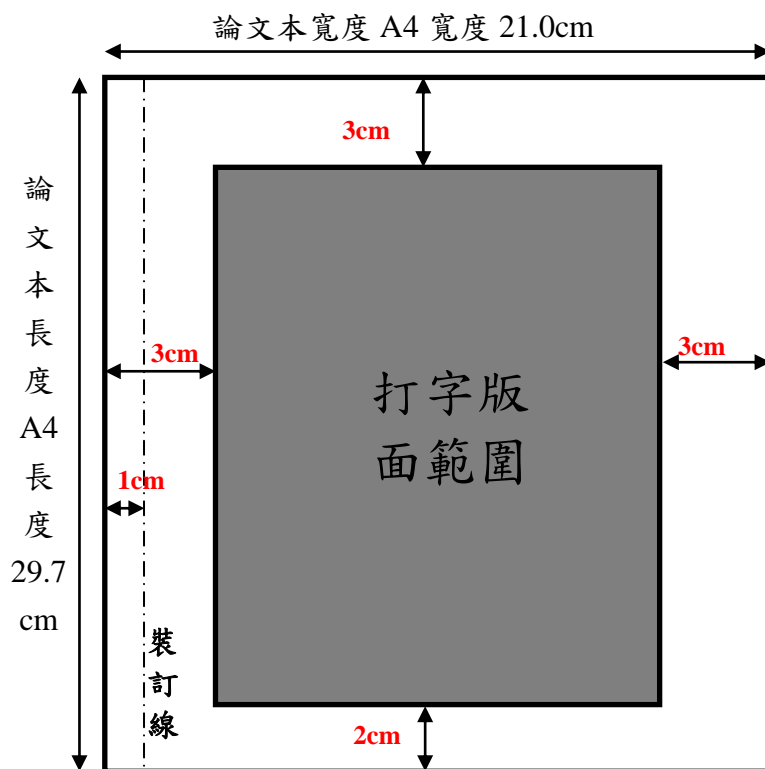 論文本寬度 A4 寬度 21.0cm
3cm
論
文
本
長
度
A4
長
度
29.7
cm
3cm
3cm
打字版
面範圍
1cm
裝
訂
線
2cm